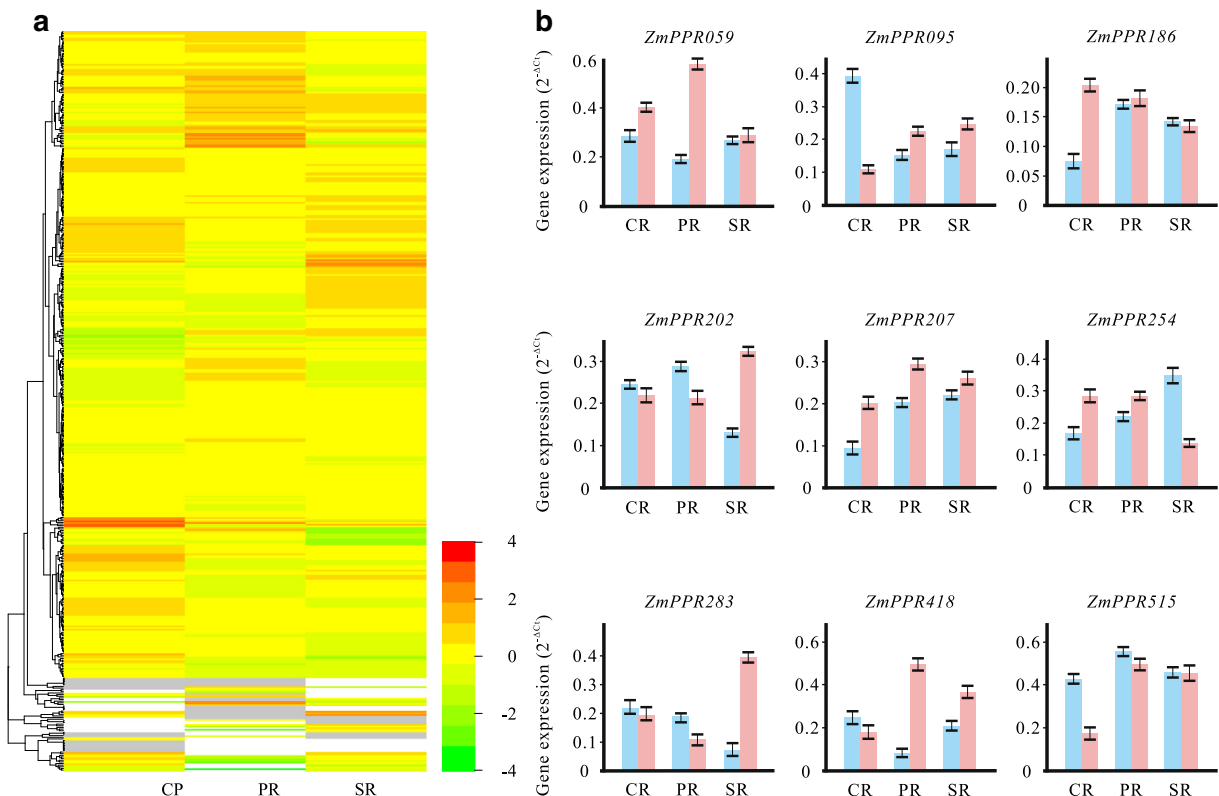 a
4
2
0
-2
-4
CP PR SR
b
ZmPPR059
Gene expression (2^-ΔCt)
0.6
0.4
0.2
0
CR PR SR
ZmPPR095
0.4
0.3
0.2
0.1
0
CR PR SR
ZmPPR186
0.20
0.15
0.10
0.05
0
CR PR SR
ZmPPR202
Gene expression (2^-ΔCt)
0.3
0.2
0.1
0
CR PR SR
ZmPPR207
0.3
0.2
0.1
0
CR PR SR
ZmPPR254
0.4
0.3
0.2
0.1
0
CR PR SR
ZmPPR283
Gene expression (2^-ΔCt)
0.4
0.3
0.2
0.1
0
CR PR SR
ZmPPR418
0.6
0.4
0.2
0
CR PR SR
ZmPPR515
0.6
0.4
0.2
0
CR PR SR